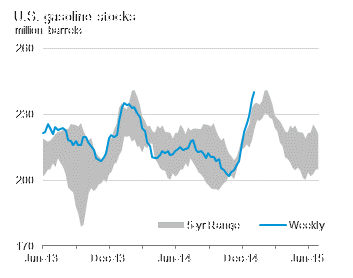 U.S. gasoline stocks
million barrels
260
230
200
170
Jun-13 Dec-13 Jun-14 Dec-14 Jun-15
5-yr Range Weekly